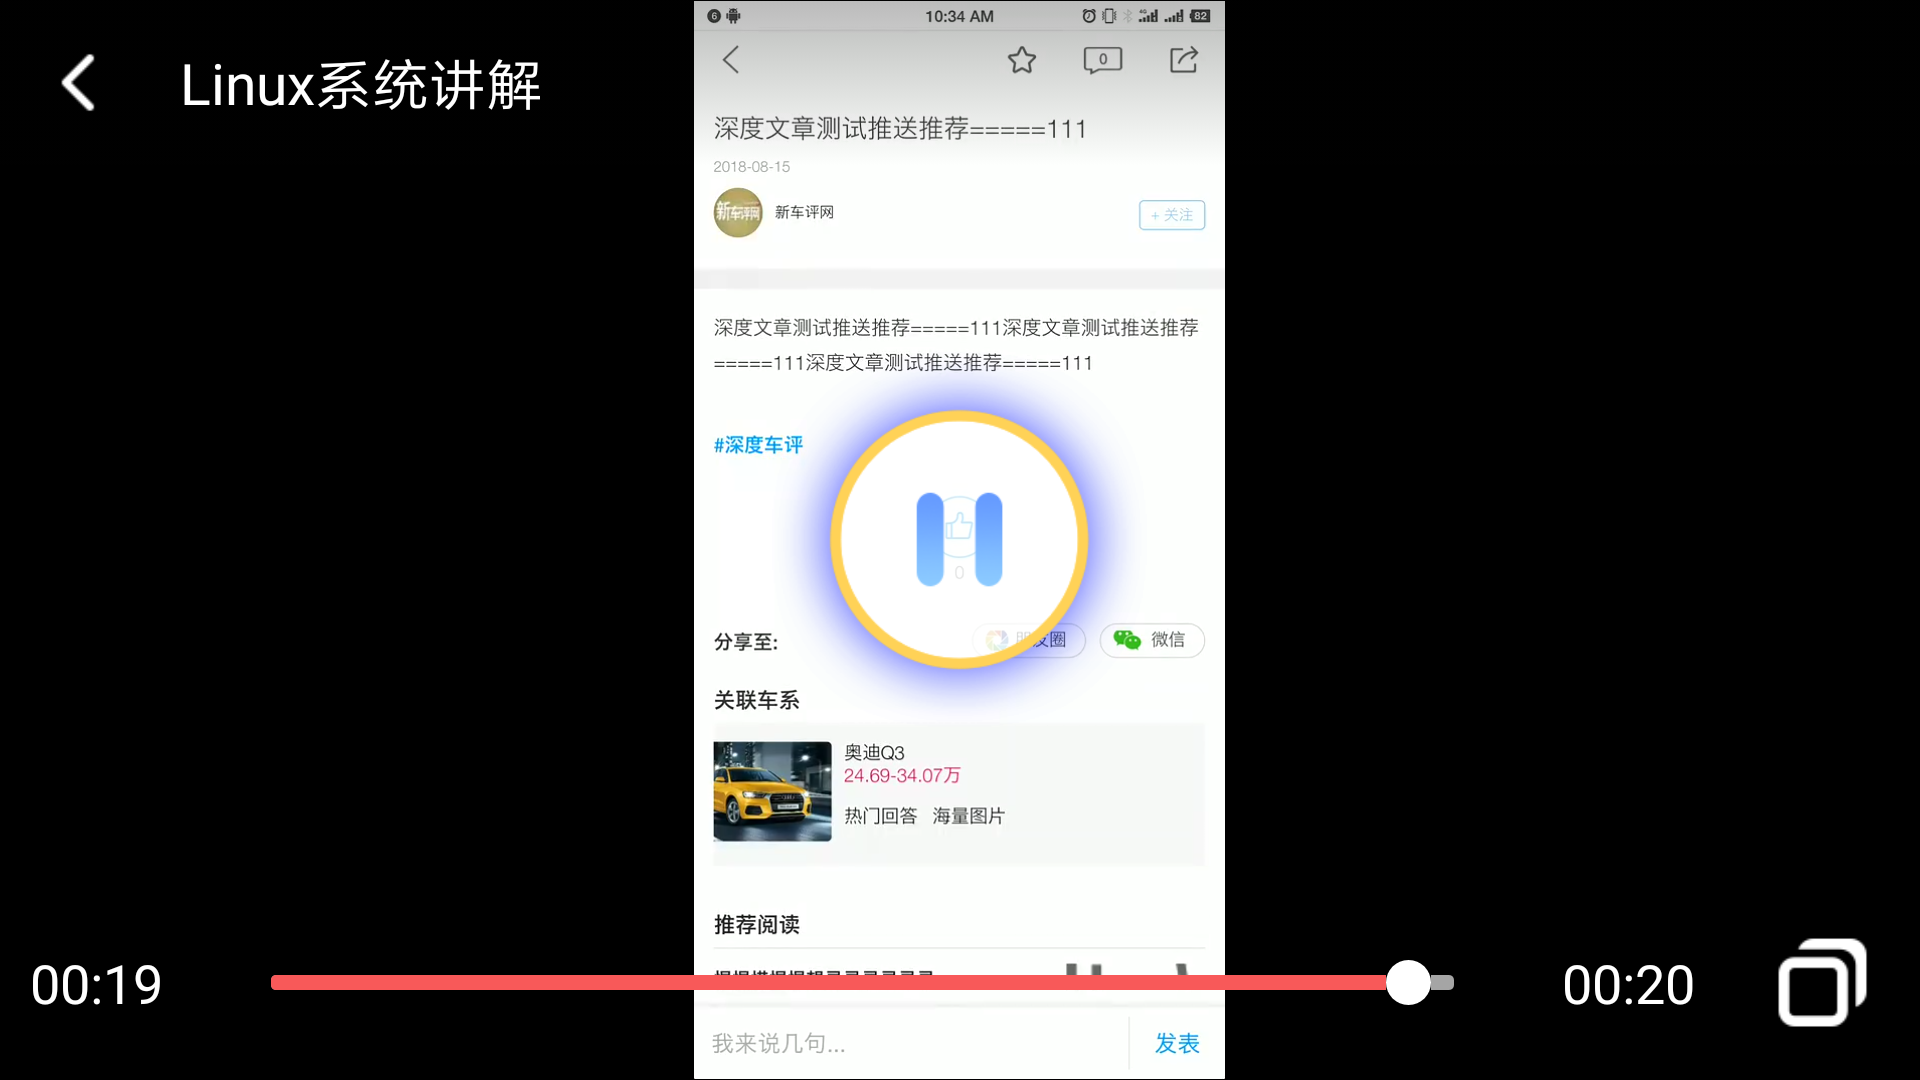 10:34 AM
82
Linux系统讲解
0
深度文章测试推送推荐=====111
2018-08-15
新车评网
新车评网
+ 关注
深度文章测试推送推荐=====111深度文章测试推送推荐
=====111深度文章测试推送推荐=====111
#深度车评
0
分享至:
朋友圈
微信
关联车系
奥迪Q3
24.69-34.07万
热门回答 海量图片
推荐阅读
00:19
00:20
我来说几句...
发表